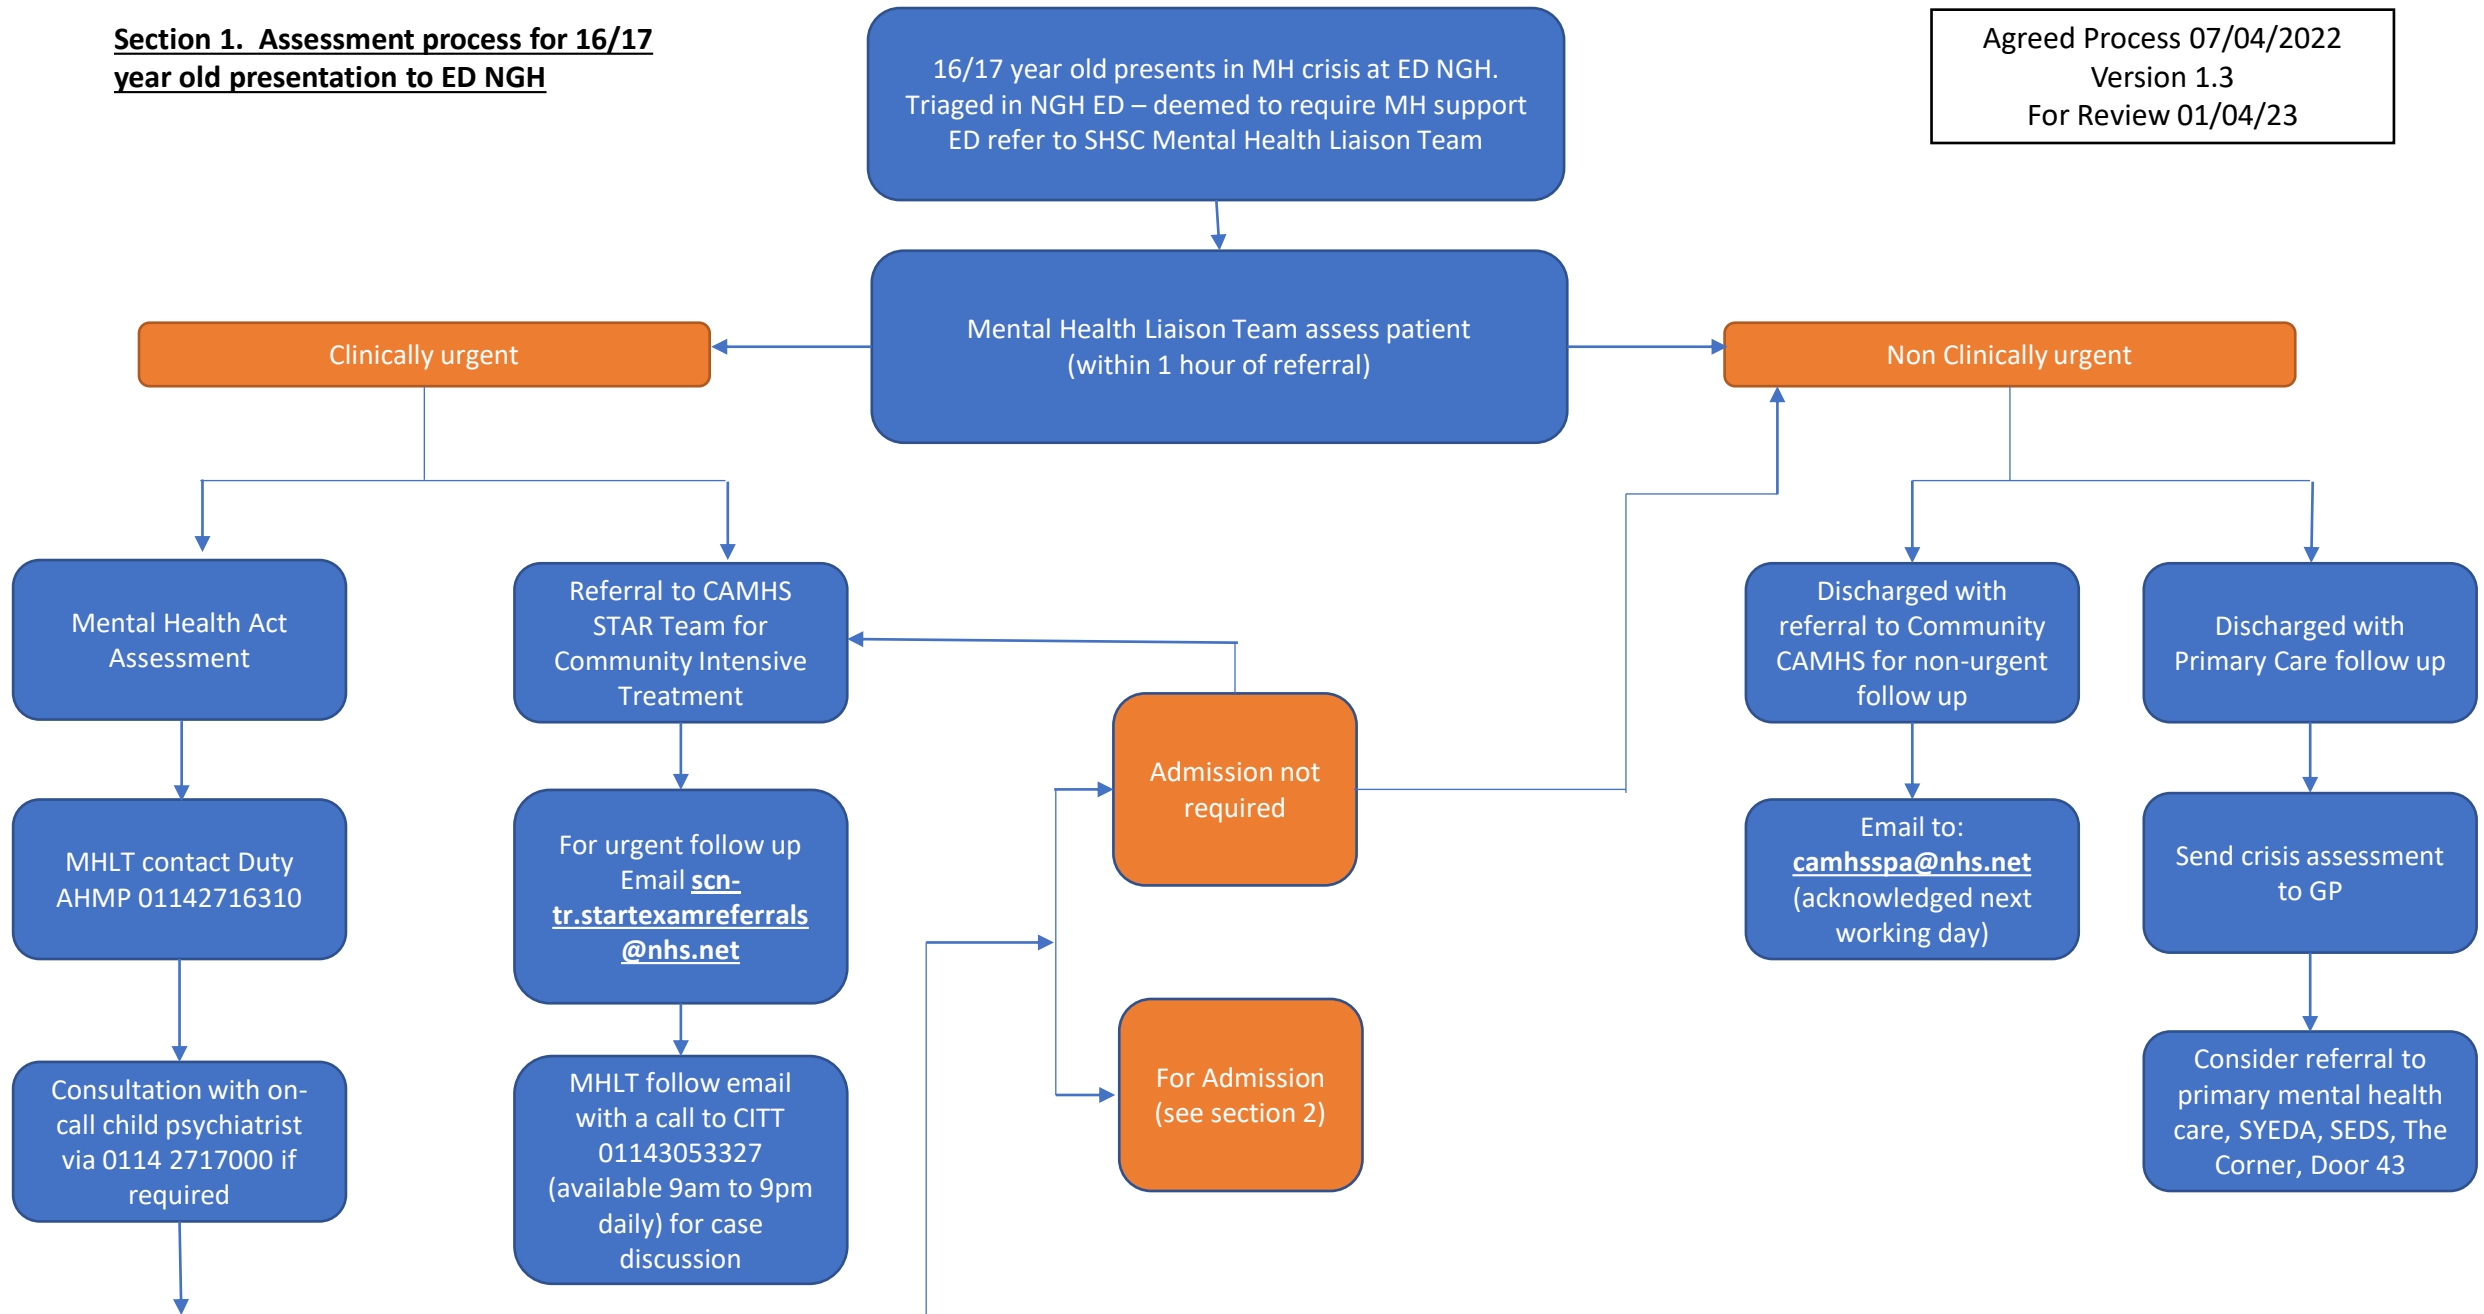 Section 1. Assessment process for 16/17
year old presentation to ED NGH
16/17 year old presents in MH crisis at ED NGH.
Triaged in NGH ED – deemed to require MH support
ED refer to SHSC Mental Health Liaison Team
Agreed Process 07/04/2022
Version 1.3
For Review 01/04/23
Mental Health Liaison Team assess patient
(within 1 hour of referral)
Clinically urgent
Non Clinically urgent
Mental Health Act
Assessment
Referral to CAMHS
STAR Team for
Community Intensive
Treatment
Discharged with
referral to Community
CAMHS for non-urgent
follow up
Discharged with
Primary Care follow up
Admission not
required
MHLT contact Duty
AHMP 01142716310
For urgent follow up
Email scn-
tr.startexamreferrals
@nhs.net
Email to:
camhsspa@nhs.net
(acknowledged next
working day)
Send crisis assessment
to GP
Consultation with on-
call child psychiatrist
via 0114 2717000 if
required
MHLT follow email
with a call to CITT
01143053327
(available 9am to 9pm
daily) for case
discussion
For Admission
(see section 2)
Consider referral to
primary mental health
care, SYEDA, SEDS, The
Corner, Door 43